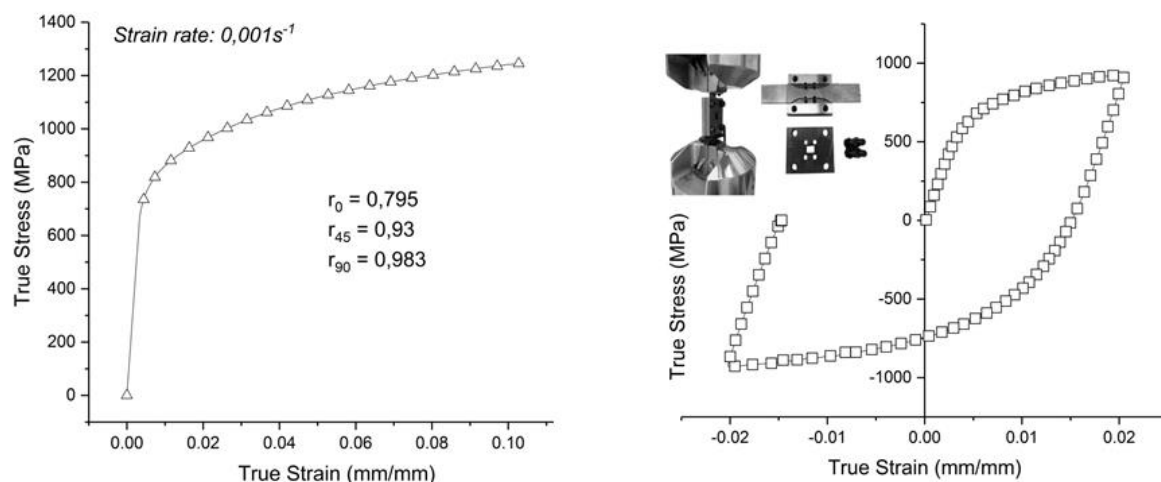 Strain rate: 0,001s⁻¹
1400
1200
1000
800
600
400
200
0
True Stress (MPa)
r₀ = 0,795
r₄₅ = 0,93
r₉₀ = 0,983
0.00 0.02 0.04 0.06 0.08 0.10
True Strain (mm/mm)
1000
500
0
-500
-1000
True Stress (MPa)
-0.02 -0.01 0.00 0.01 0.02
True Strain (mm/mm)